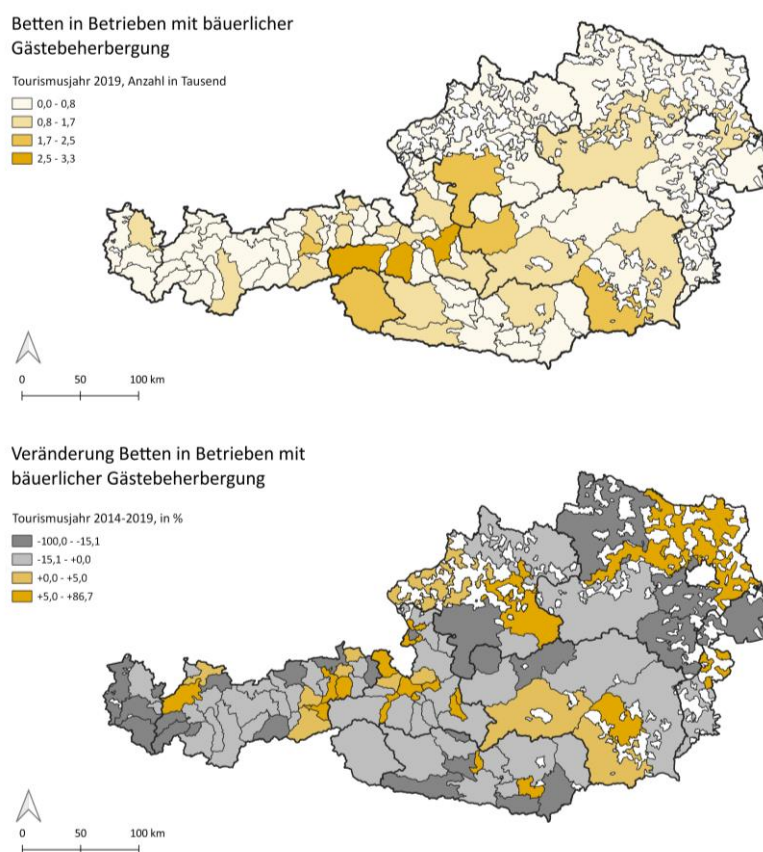 Betten in Betrieben mit bäuerlicher
Gästebeherbergung
Tourismusjahr 2019, Anzahl in Tausend
0,0 - 0,8
0,8 - 1,7
1,7 - 2,5
2,5 - 3,3
0 50 100 km
Veränderung Betten in Betrieben mit
bäuerlicher Gästebeherbergung
Tourismusjahr 2014-2019, in %
-100,0 - -15,1
-15,1 - +0,0
+0,0 - +5,0
+5,0 - +86,7
0 50 100 km